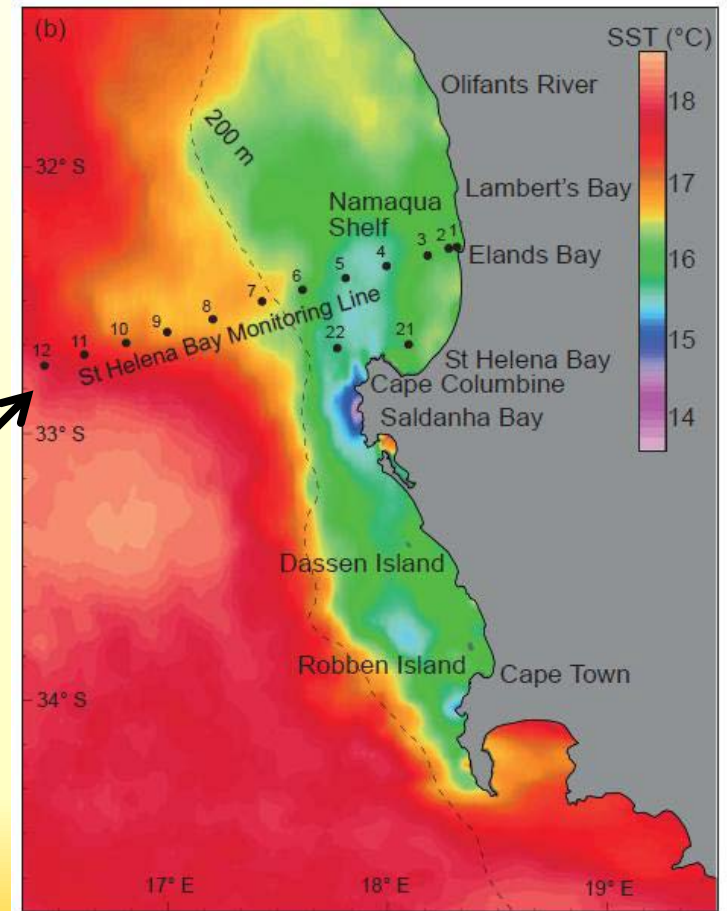 (b)
SST (°C)
18
17
16
15
14
Olifants River
200 m
32° S
Lambert's Bay
Namaqua
Shelf
1
2
3
4
5
6
7
8
9
10
11
12
Elands Bay
St Helena Bay Monitoring Line
22
21
St Helena Bay
Cape Columbine
Saldanha Bay
33° S
Dassen Island
Robben Island
Cape Town
34° S
17° E
18° E
19° E